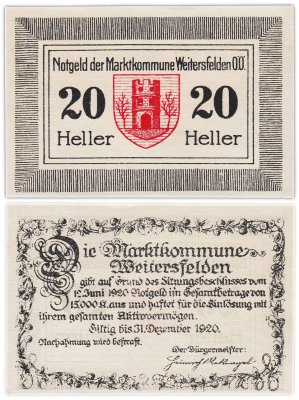 Notgeld der Marktkommune Weitersfelden O.Ö.
20 20
Heller Heller
Die Marktkommune
Weitersfelden
gibt auf Grund des Sitzungsbeschlusses vom
12. Juni 1920 Notgeld im Gesamtbetrage von
15.000 K. aus und haftet für die Einlösung mit
ihrem gesamten Aktivvermögen.
Giltig bis 31. Dezember 1920.
Nachahmung wird bestraft.
Der Bürgermeister: